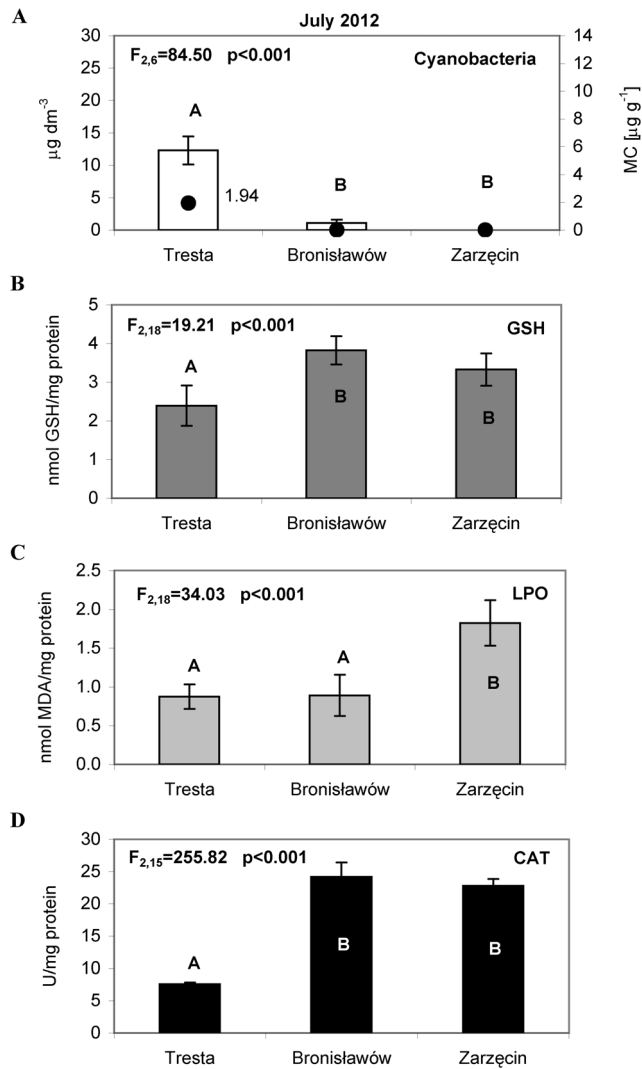 A
July 2012
30
25
20
15
10
5
0
µg dm⁻³
F2,6=84.50 p<0.001
Cyanobacteria
A
B
B
1.94
14
12
10
8
6
4
2
0
MC [µg g⁻¹]
Tresta Bronisławów Zarzęcin
B
5
4
3
2
1
0
nmol GSH/mg protein
F2,18=19.21 p<0.001
GSH
A
B
B
Tresta Bronisławów Zarzęcin
C
2.5
2.0
1.5
1.0
0.5
0.0
nmol MDA/mg protein
F2,18=34.03 p<0.001
LPO
A
A
B
Tresta Bronisławów Zarzęcin
D
30
25
20
15
10
5
0
U/mg protein
F2,15=255.82 p<0.001
CAT
A
B
B
Tresta Bronisławów Zarzęcin